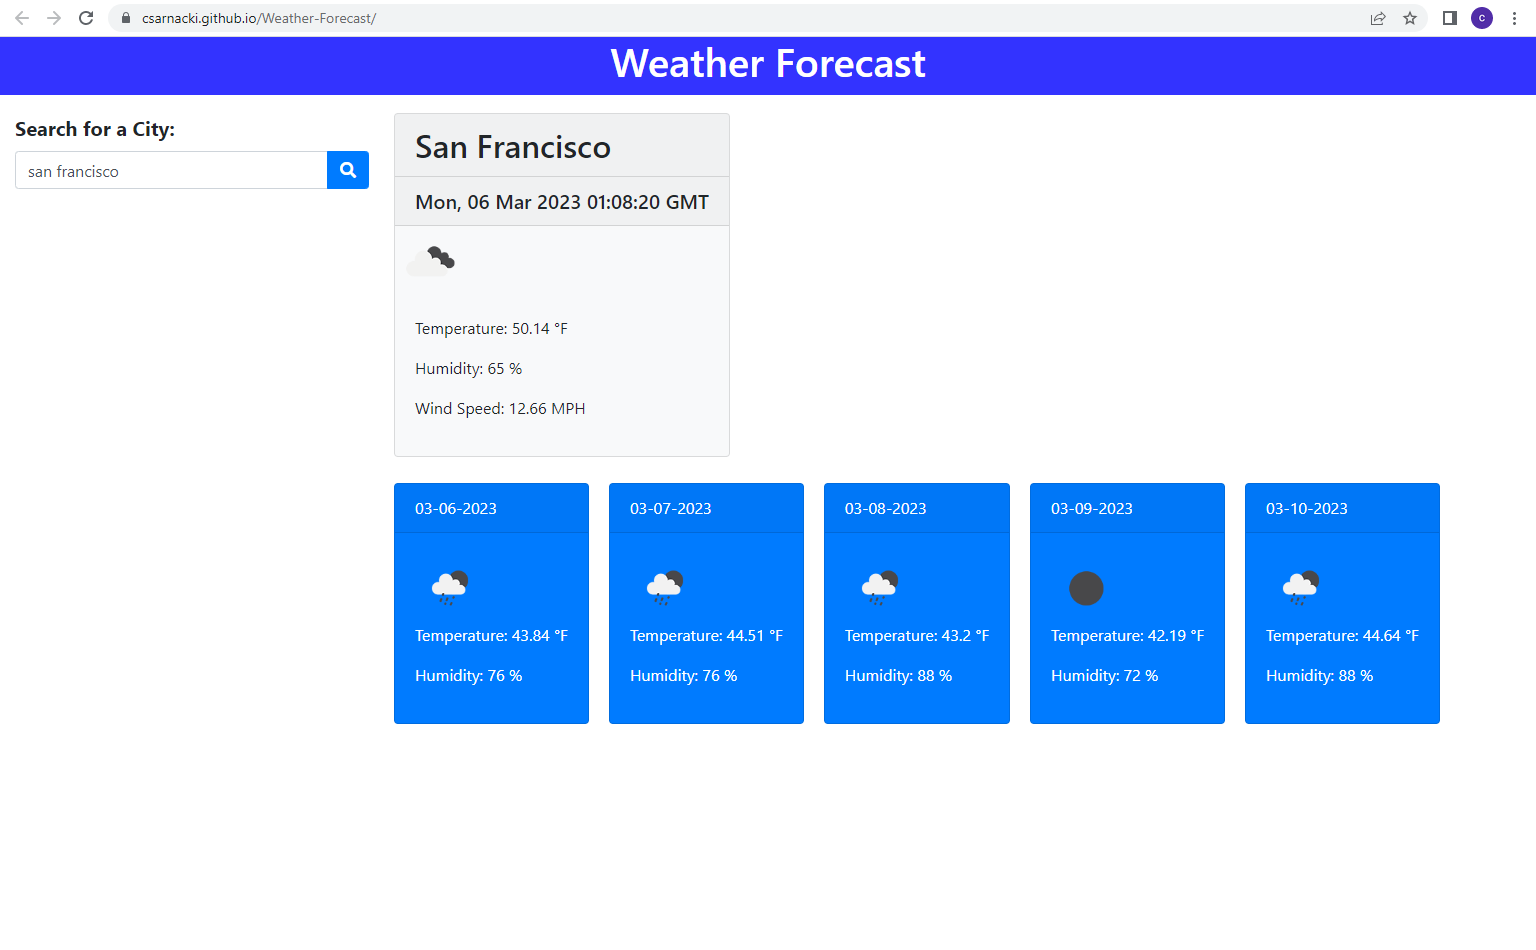 csarnacki.github.io/Weather-Forecast/
C
Weather Forecast
Search for a City:
san francisco
San Francisco
Mon, 06 Mar 2023 01:08:20 GMT
Temperature: 50.14 °F
Humidity: 65 %
Wind Speed: 12.66 MPH
03-06-2023
Temperature: 43.84 °F
Humidity: 76 %
03-07-2023
Temperature: 44.51 °F
Humidity: 76 %
03-08-2023
Temperature: 43.2 °F
Humidity: 88 %
03-09-2023
Temperature: 42.19 °F
Humidity: 72 %
03-10-2023
Temperature: 44.64 °F
Humidity: 88 %